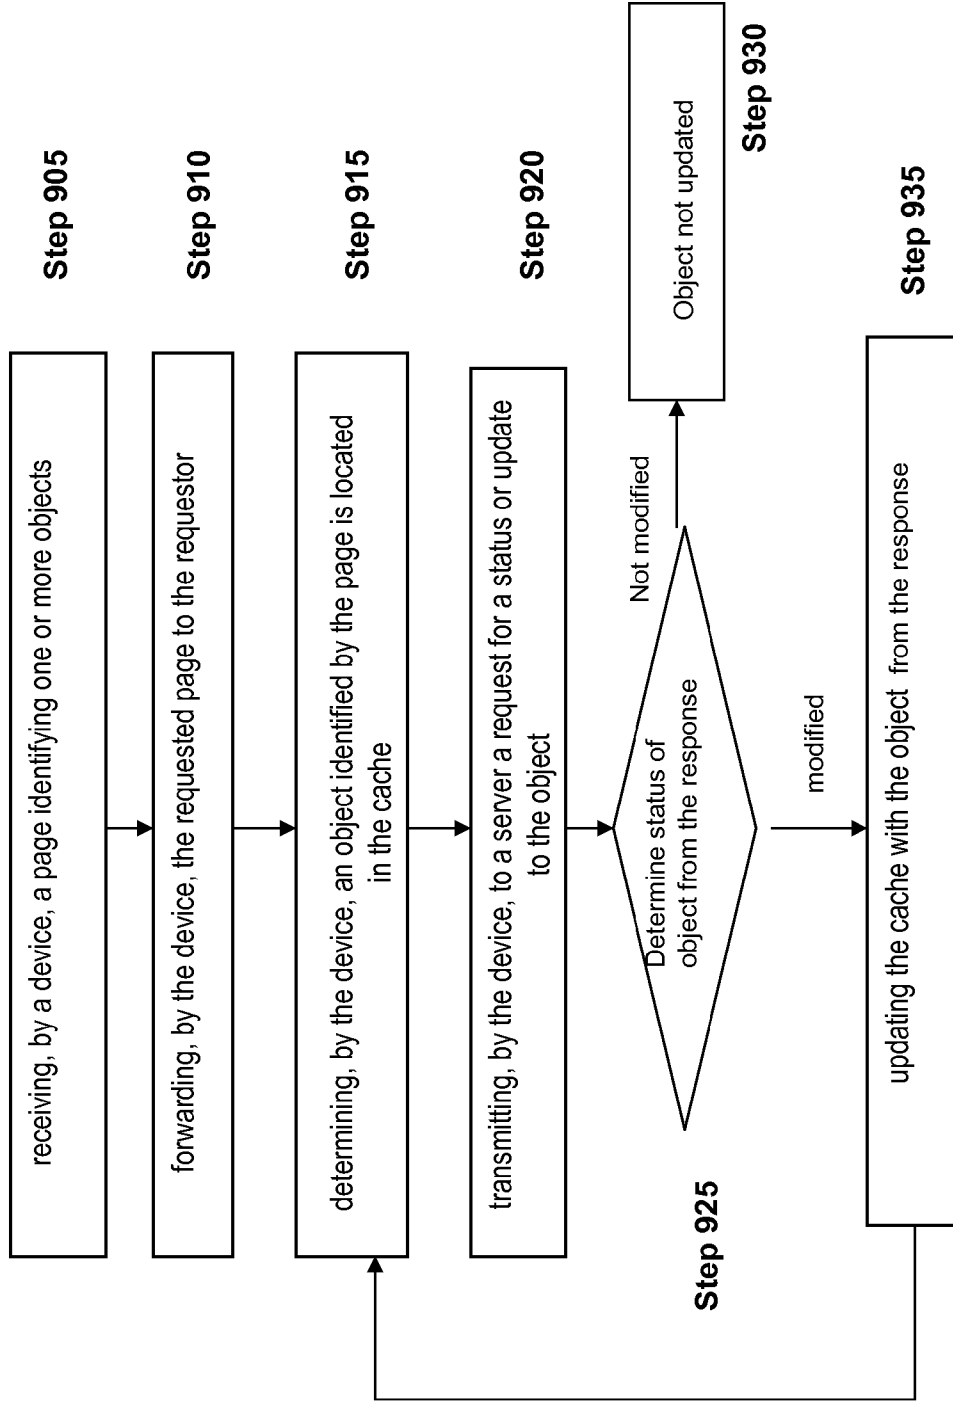 receiving, by a device, a page identifying one or more objects
Step 905
forwarding, by the device, the requested page to the requestor
Step 910
determining, by the device, an object identified by the page is located
in the cache
Step 915
transmitting, by the device, to a server a request for a status or update
to the object
Step 920
Determine status of
object from the response
Step 925
Not modified
Object not updated
Step 930
modified
updating the cache with the object from the response
Step 935